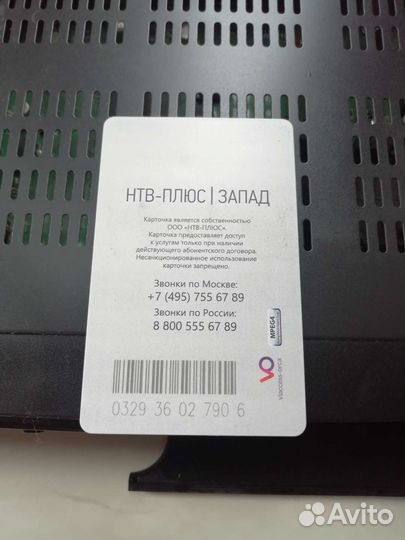 НТВ-ПЛЮС | ЗАПАД
Карточка является собственностью
ООО «НТВ-ПЛЮС».
Карточка предоставляет доступ
к услугам только при наличии
действующего абонентского договора.
Несанкционированное использование
карточки запрещено.
Звонки по Москве:
+7 (495) 755 67 89
Звонки по России:
8 800 555 67 89
MPEG4
viaccess-orca
0329 36 02 790 6
Avito